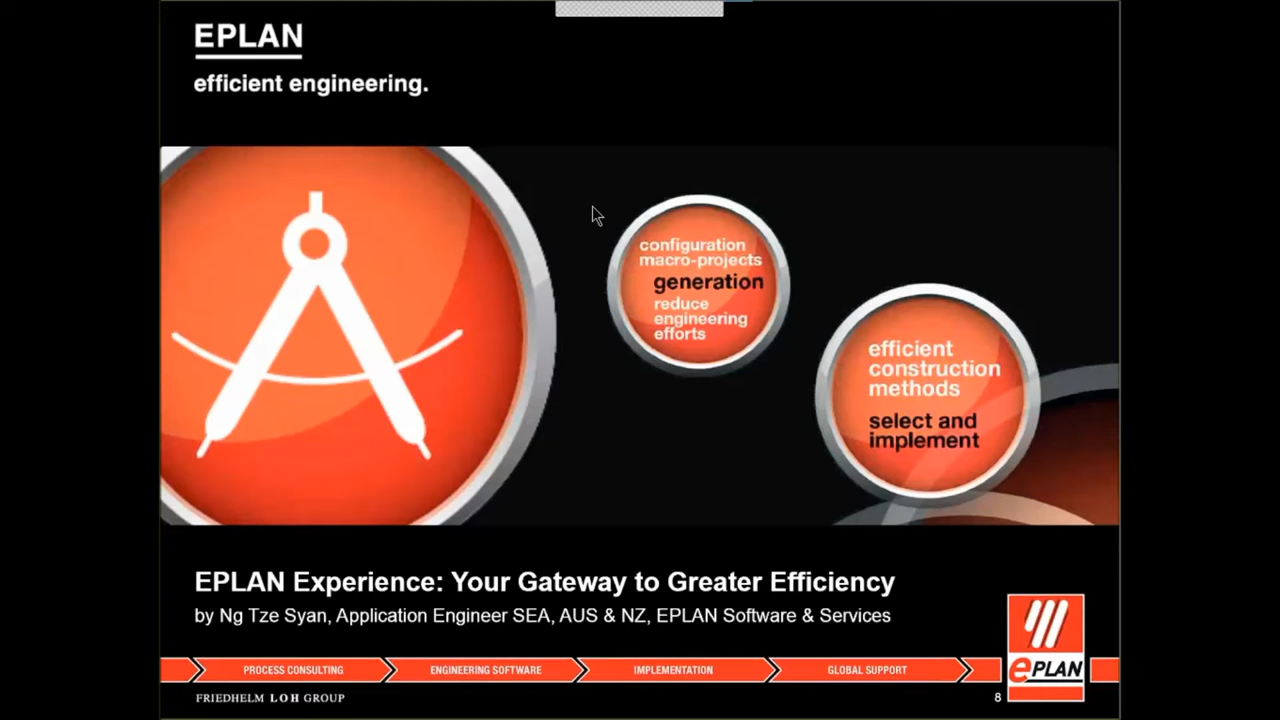 EPLAN
efficient engineering.
configuration
macro-projects
generation
reduce
engineering
efforts
efficient
construction
methods
select and
implement
EPLAN Experience: Your Gateway to Greater Efficiency
by Ng Tze Syan, Application Engineer SEA, AUS & NZ, EPLAN Software & Services
PROCESS CONSULTING
ENGINEERING SOFTWARE
IMPLEMENTATION
GLOBAL SUPPORT
ePLAN
FRIEDHELM LOH GROUP
8